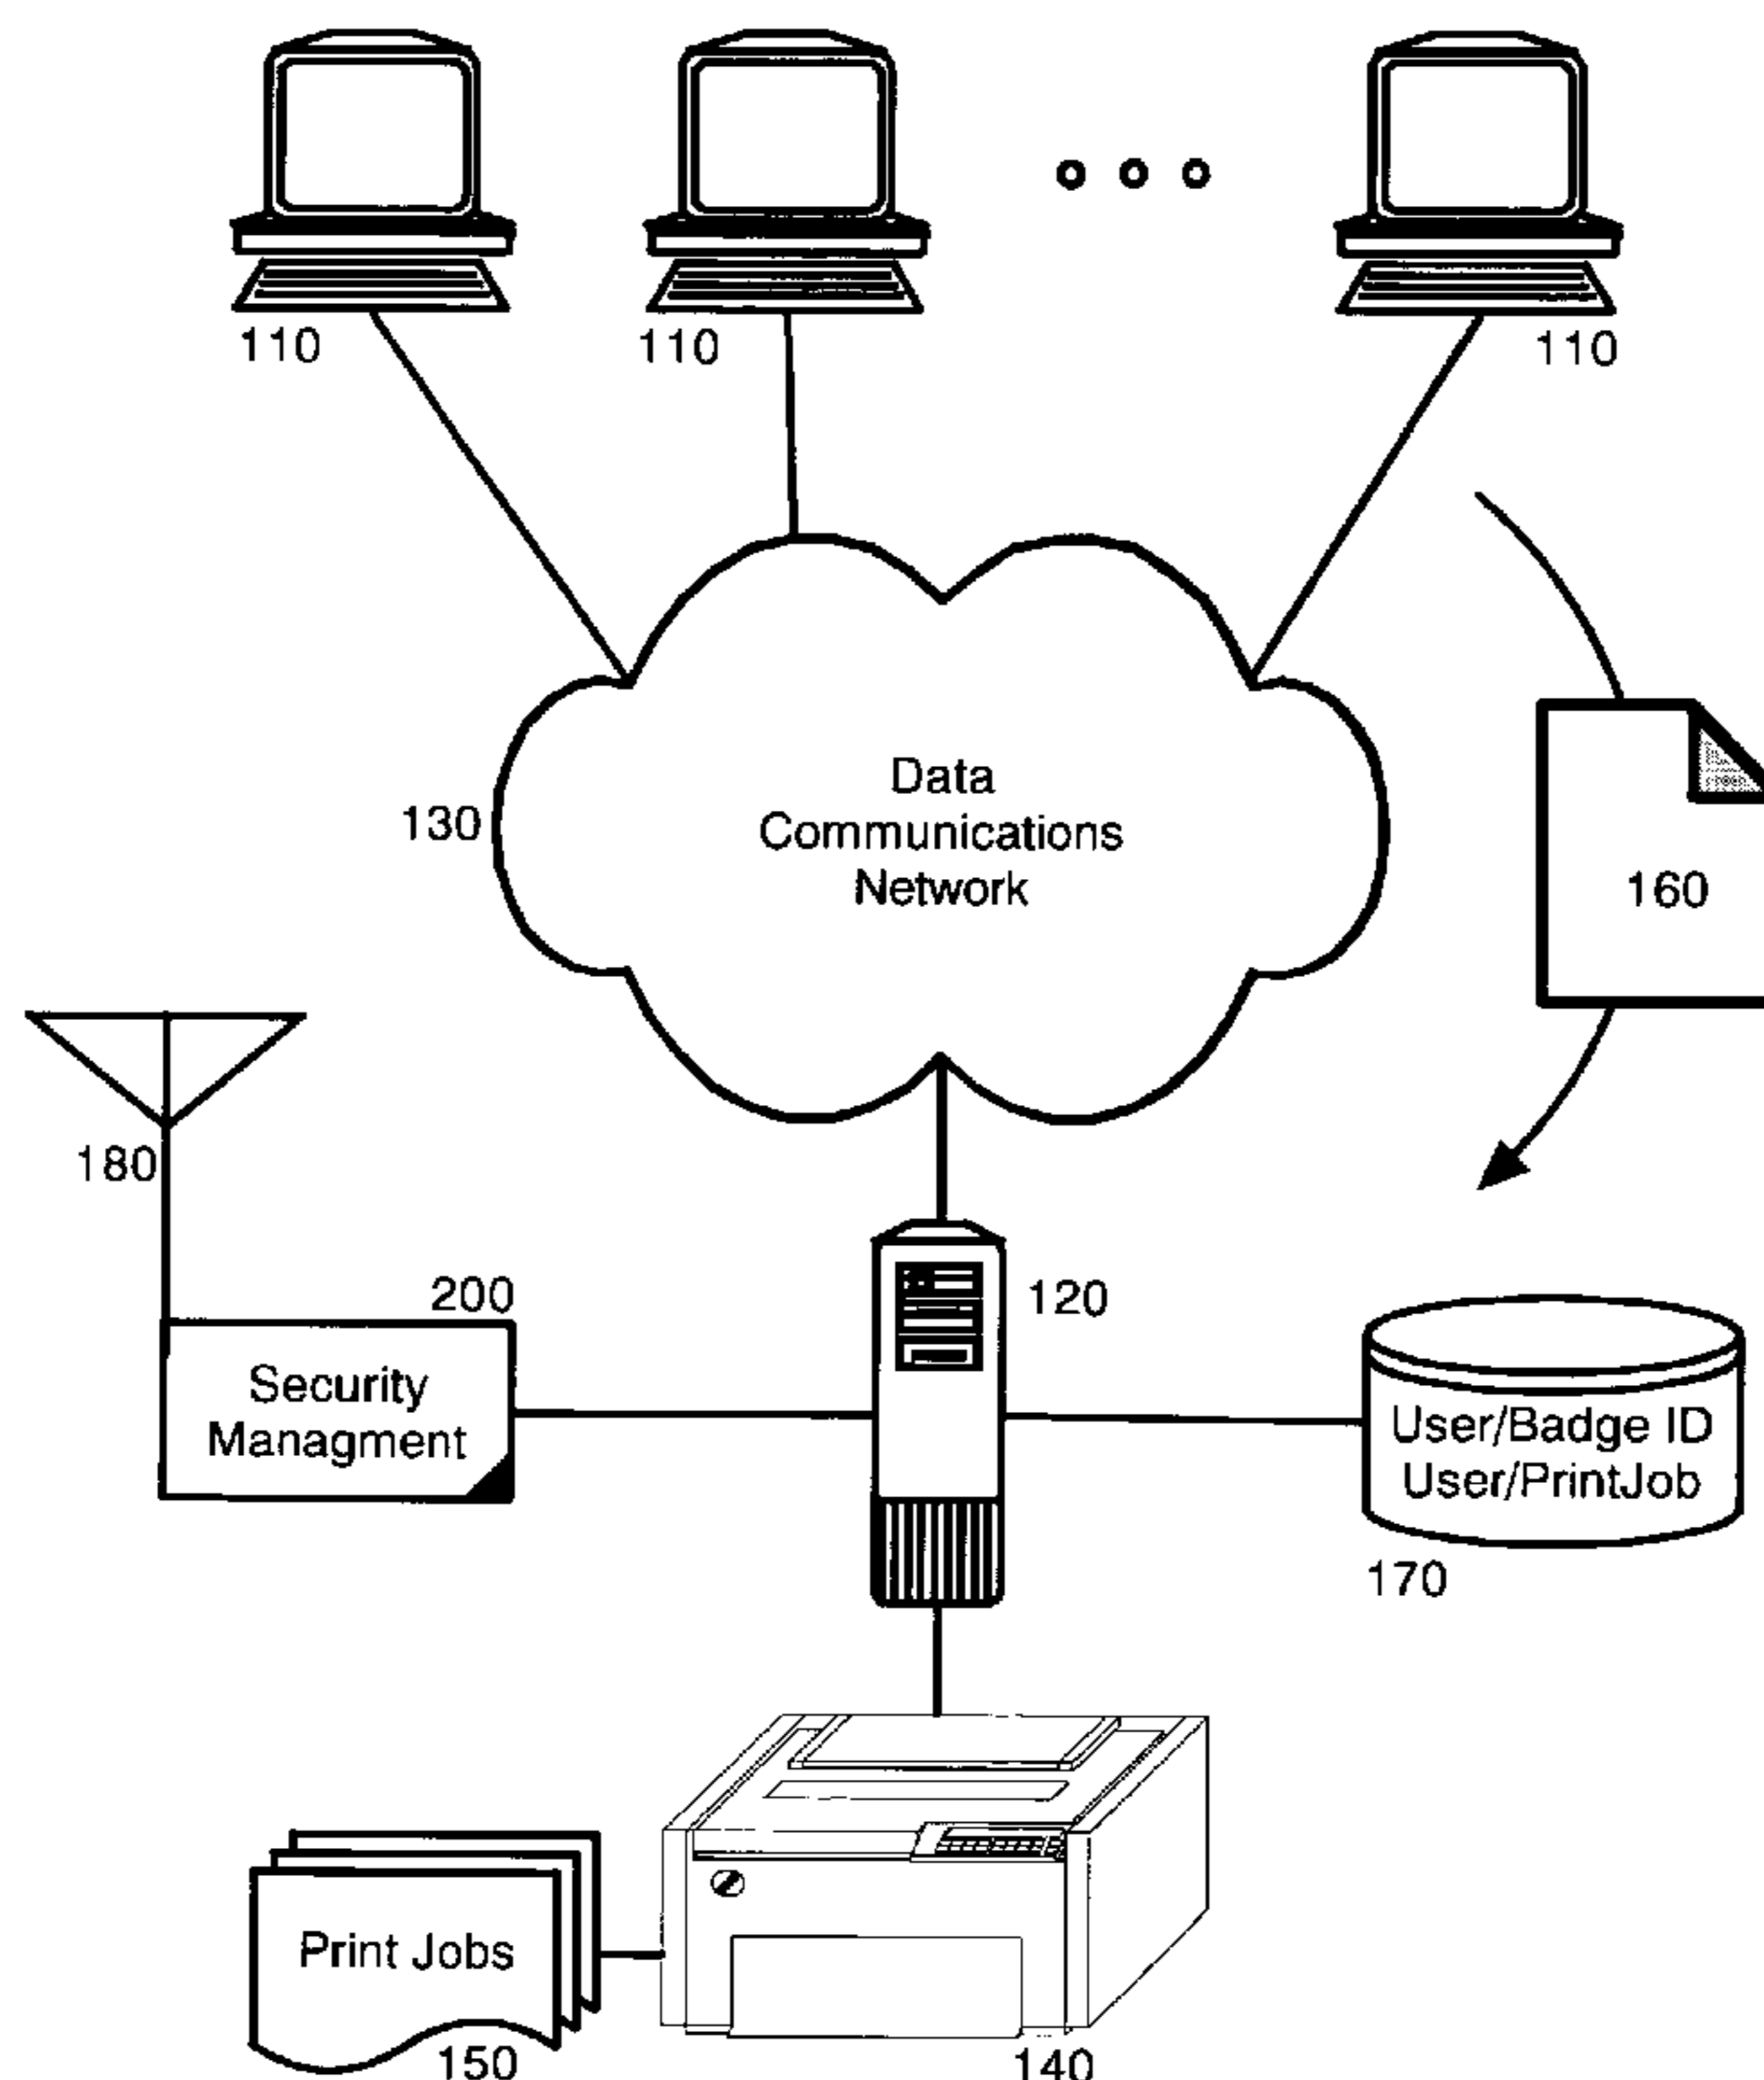 110
110
110
Data
Communications
Network
130
160
180
200
120
Security
Managment
User/Badge ID
User/PrintJob
170
Print Jobs
150
140